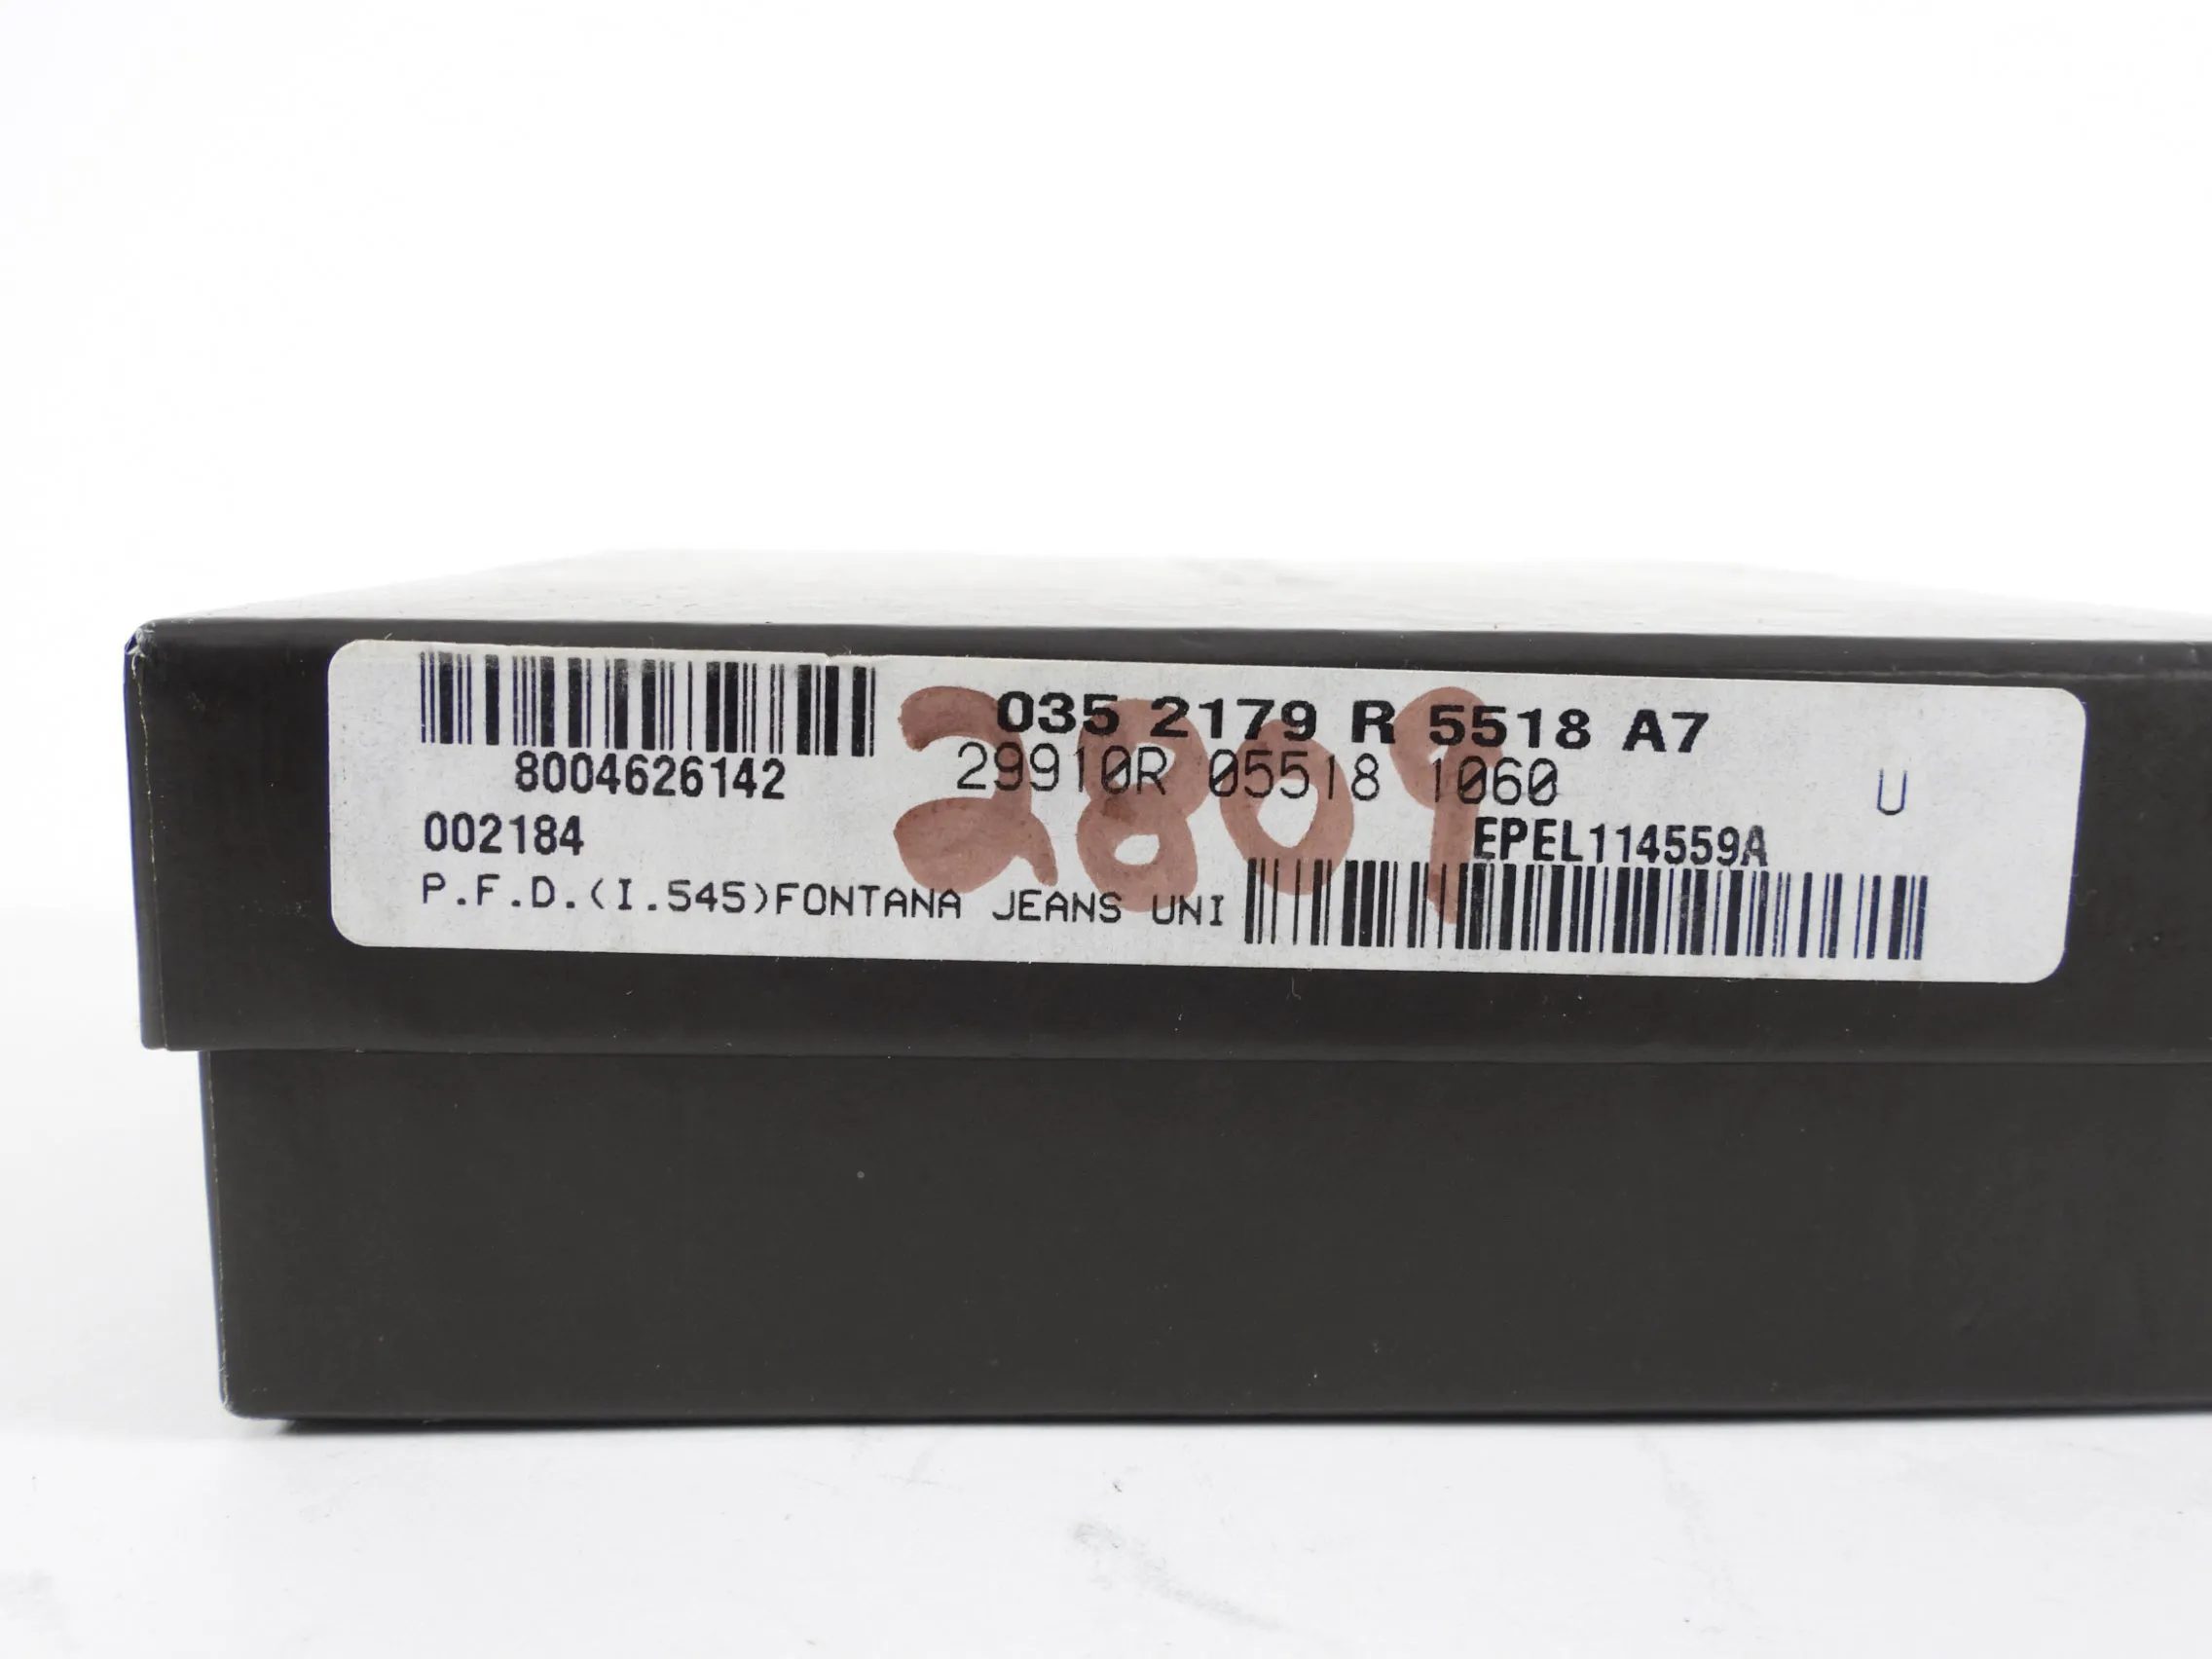 035 2179 R 5518 A7
8004626142
29910R 05518 1060
U
2809
002184
EPEL114559A
P.F.D.(I.545)FONTANA JEANS UNI